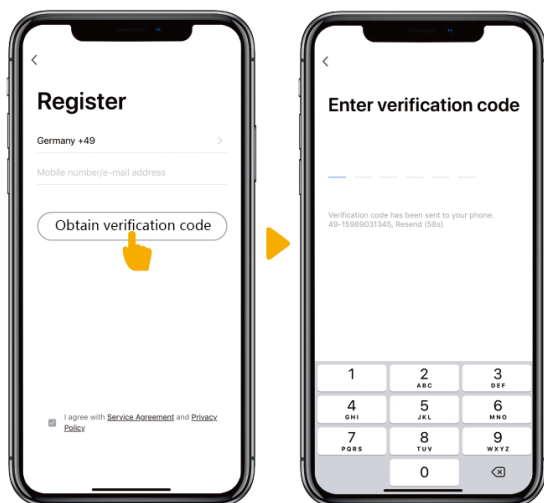 Register
Germany +49
Mobile number/e-mail address
Obtain verification code
I agree with Service Agreement and Privacy
Policy
Enter verification code
Verification code has been sent to your phone:
49-15989031345, Resend (58s)
1
2
ABC
3
DEF
4
GHI
5
JKL
6
MNO
7
PQRS
8
TUV
9
WXYZ
0